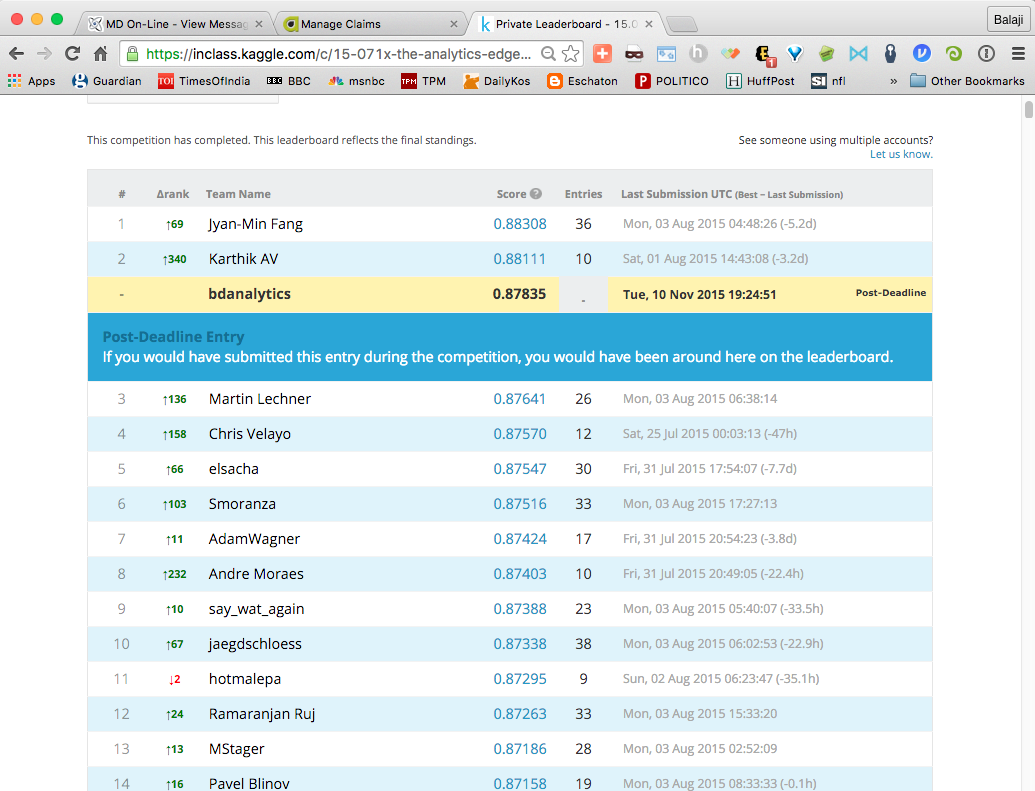 MD On-Line - View Messag
Manage Claims
Private Leaderboard - 15.0
Balaji
https://inclass.kaggle.com/c/15-071x-the-analytics-edge...
Apps Guardian TOI TimesOfIndia BBC BBC msnbc TPM TPM DailyKos Eschaton P POLITICO H HuffPost SI nfl » Other Bookmarks
This competition has completed. This leaderboard reflects the final standings.
See someone using multiple accounts?
Let us know.
# Δrank Team Name Score ? Entries Last Submission UTC (Best – Last Submission)
1 ↑69 Jyan-Min Fang 0.88308 36 Mon, 03 Aug 2015 04:48:26 (-5.2d)
2 ↑340 Karthik AV 0.88111 10 Sat, 01 Aug 2015 14:43:08 (-3.2d)
- bdanalytics 0.87835 - Tue, 10 Nov 2015 19:24:51 Post-Deadline
Post-Deadline Entry
If you would have submitted this entry during the competition, you would have been around here on the leaderboard.
3 ↑136 Martin Lechner 0.87641 26 Mon, 03 Aug 2015 06:38:14
4 ↑158 Chris Velayo 0.87570 12 Sat, 25 Jul 2015 00:03:13 (-47h)
5 ↑66 elsacha 0.87547 30 Fri, 31 Jul 2015 17:54:07 (-7.7d)
6 ↑103 Smoranza 0.87516 33 Mon, 03 Aug 2015 17:27:13
7 ↑11 AdamWagner 0.87424 17 Fri, 31 Jul 2015 20:54:23 (-3.8d)
8 ↑232 Andre Moraes 0.87403 10 Fri, 31 Jul 2015 20:49:05 (-22.4h)
9 ↑10 say_wat_again 0.87388 23 Mon, 03 Aug 2015 05:40:07 (-33.5h)
10 ↑67 jaegdschloess 0.87338 38 Mon, 03 Aug 2015 06:02:53 (-22.9h)
11 ↓2 hotmalepa 0.87295 9 Sun, 02 Aug 2015 06:23:47 (-35.1h)
12 ↑24 Ramaranjan Ruj 0.87263 33 Mon, 03 Aug 2015 15:33:20
13 ↑13 MStager 0.87186 28 Mon, 03 Aug 2015 02:52:09
14 ↑16 Pavel Blinov 0.87158 19 Mon, 03 Aug 2015 08:33:33 (-0.1h)